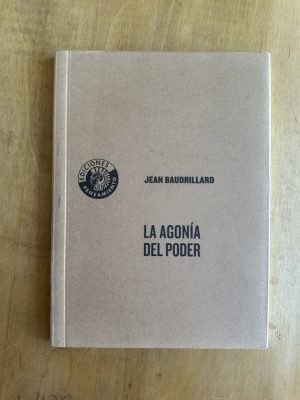 EDICIONES
PENSAMIENTO
JEAN BAUDRILLARD
LA AGONÍA
DEL PODER